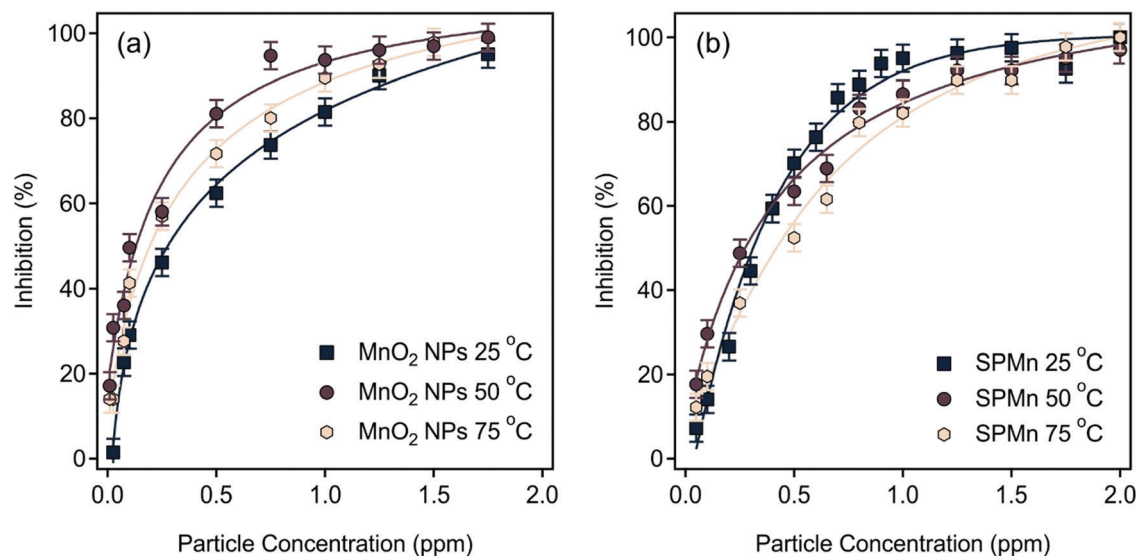 (a)
100
80
60
40
20
0
Inhibition (%)
MnO₂ NPs 25 °C
MnO₂ NPs 50 °C
MnO₂ NPs 75 °C
0.0 0.5 1.0 1.5 2.0
Particle Concentration (ppm)
(b)
100
80
60
40
20
0
Inhibition (%)
SPMn 25 °C
SPMn 50 °C
SPMn 75 °C
0.0 0.5 1.0 1.5 2.0
Particle Concentration (ppm)